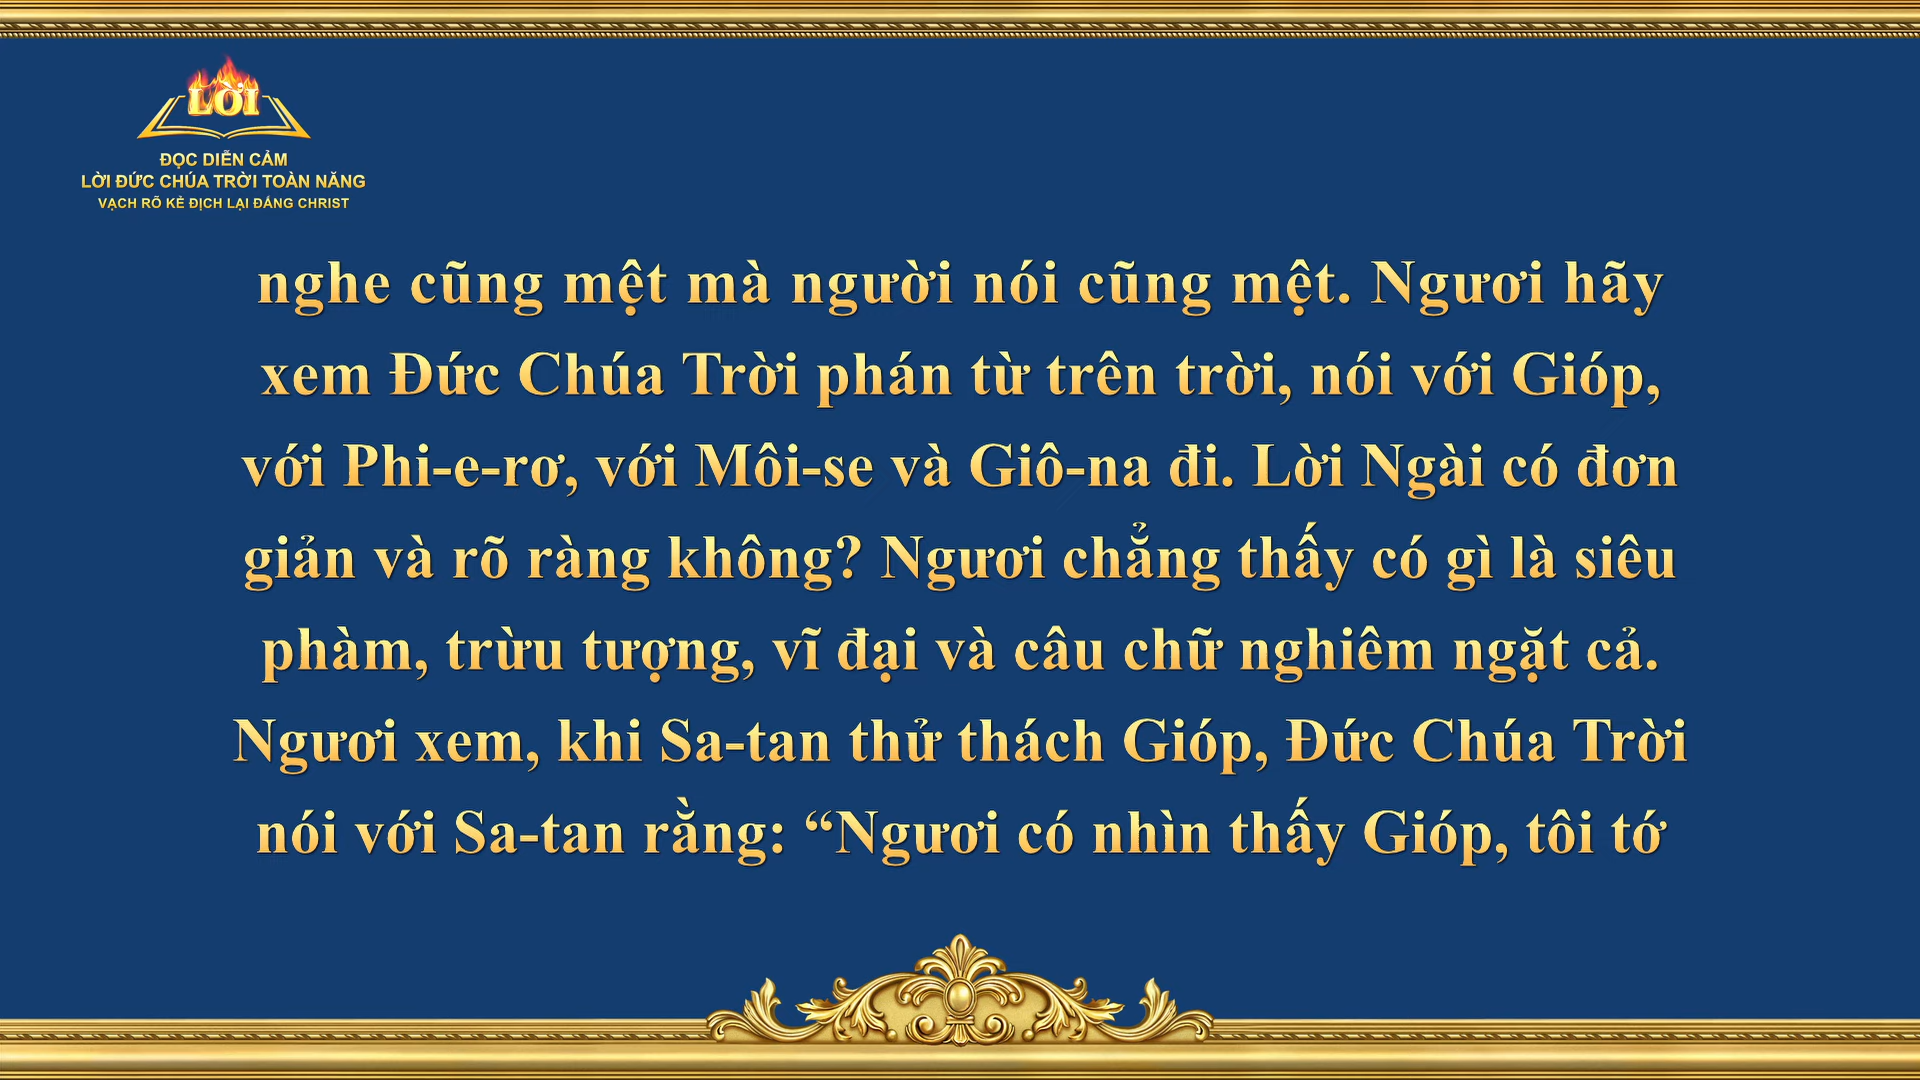 LỜI
ĐỌC DIỄN CẢM
LỜI ĐỨC CHÚA TRỜI TOÀN NĂNG
VẠCH RÕ KẺ ĐỊCH LẠI ĐẤNG CHRIST
nghe cũng mệt mà người nói cũng mệt. Ngươi hãy
xem Đức Chúa Trời phán từ trên trời, nói với Gióp,
với Phi-e-rơ, với Môi-se và Giô-na đi. Lời Ngài có đơn
giản và rõ ràng không? Ngươi chẳng thấy có gì là siêu
phàm, trừu tượng, vĩ đại và câu chữ nghiêm ngặt cả.
Ngươi xem, khi Sa-tan thử thách Gióp, Đức Chúa Trời
nói với Sa-tan rằng: “Ngươi có nhìn thấy Gióp, tôi tớ